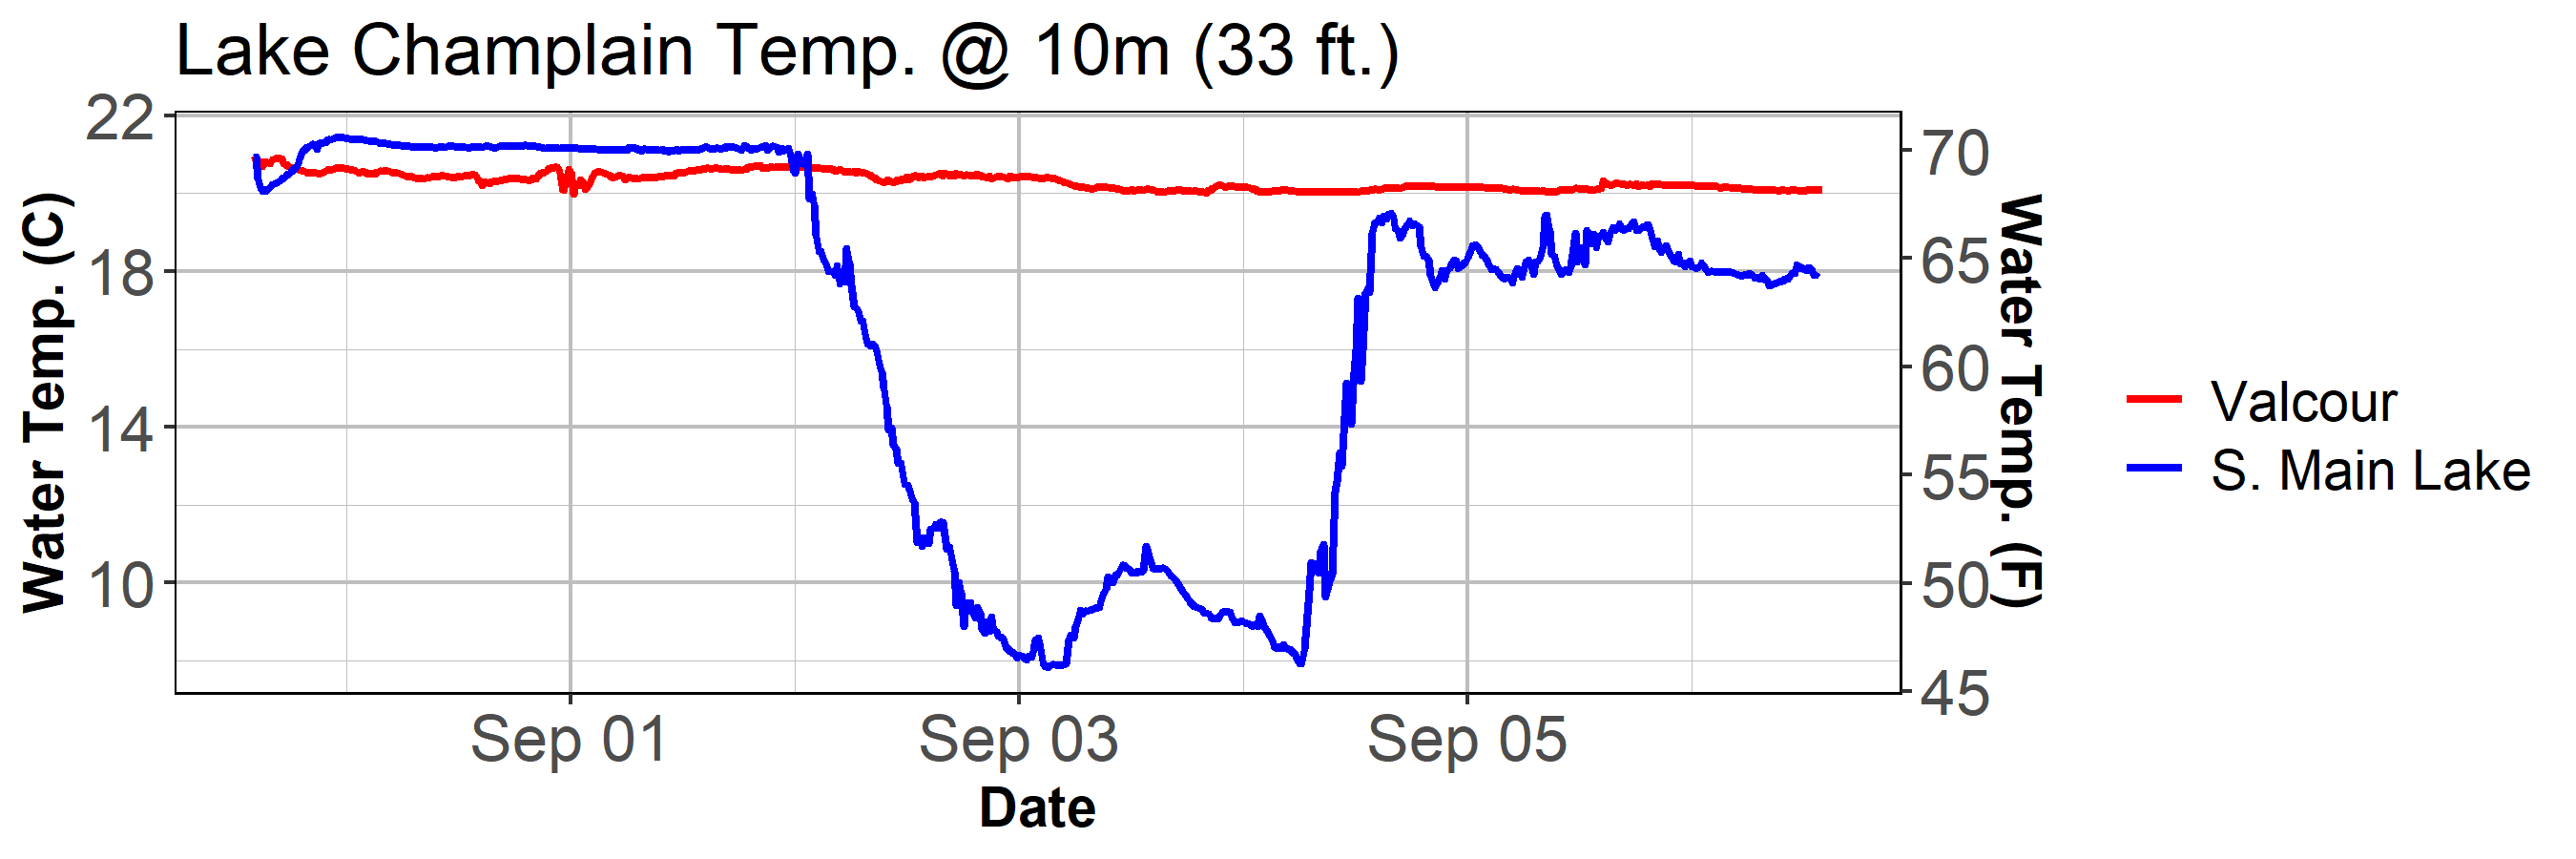 Lake Champlain Temp. @ 10m (33 ft.)
22
18
14
10
Water Temp. (C)
70
65
60
55
50
45
Water Temp. (F)
Sep 01
Sep 03
Sep 05
Date
Valcour
S. Main Lake